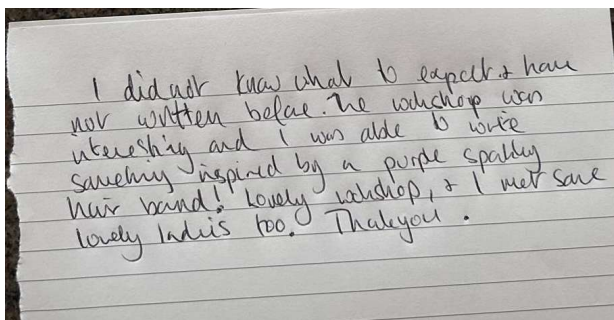 I did not know what to expect & have
not written before. The workshop was
interesting and I was able to write
something inspired by a purple sparkly
hair band! Lovely workshop, & I met some
lovely ladies too. Thankyou.